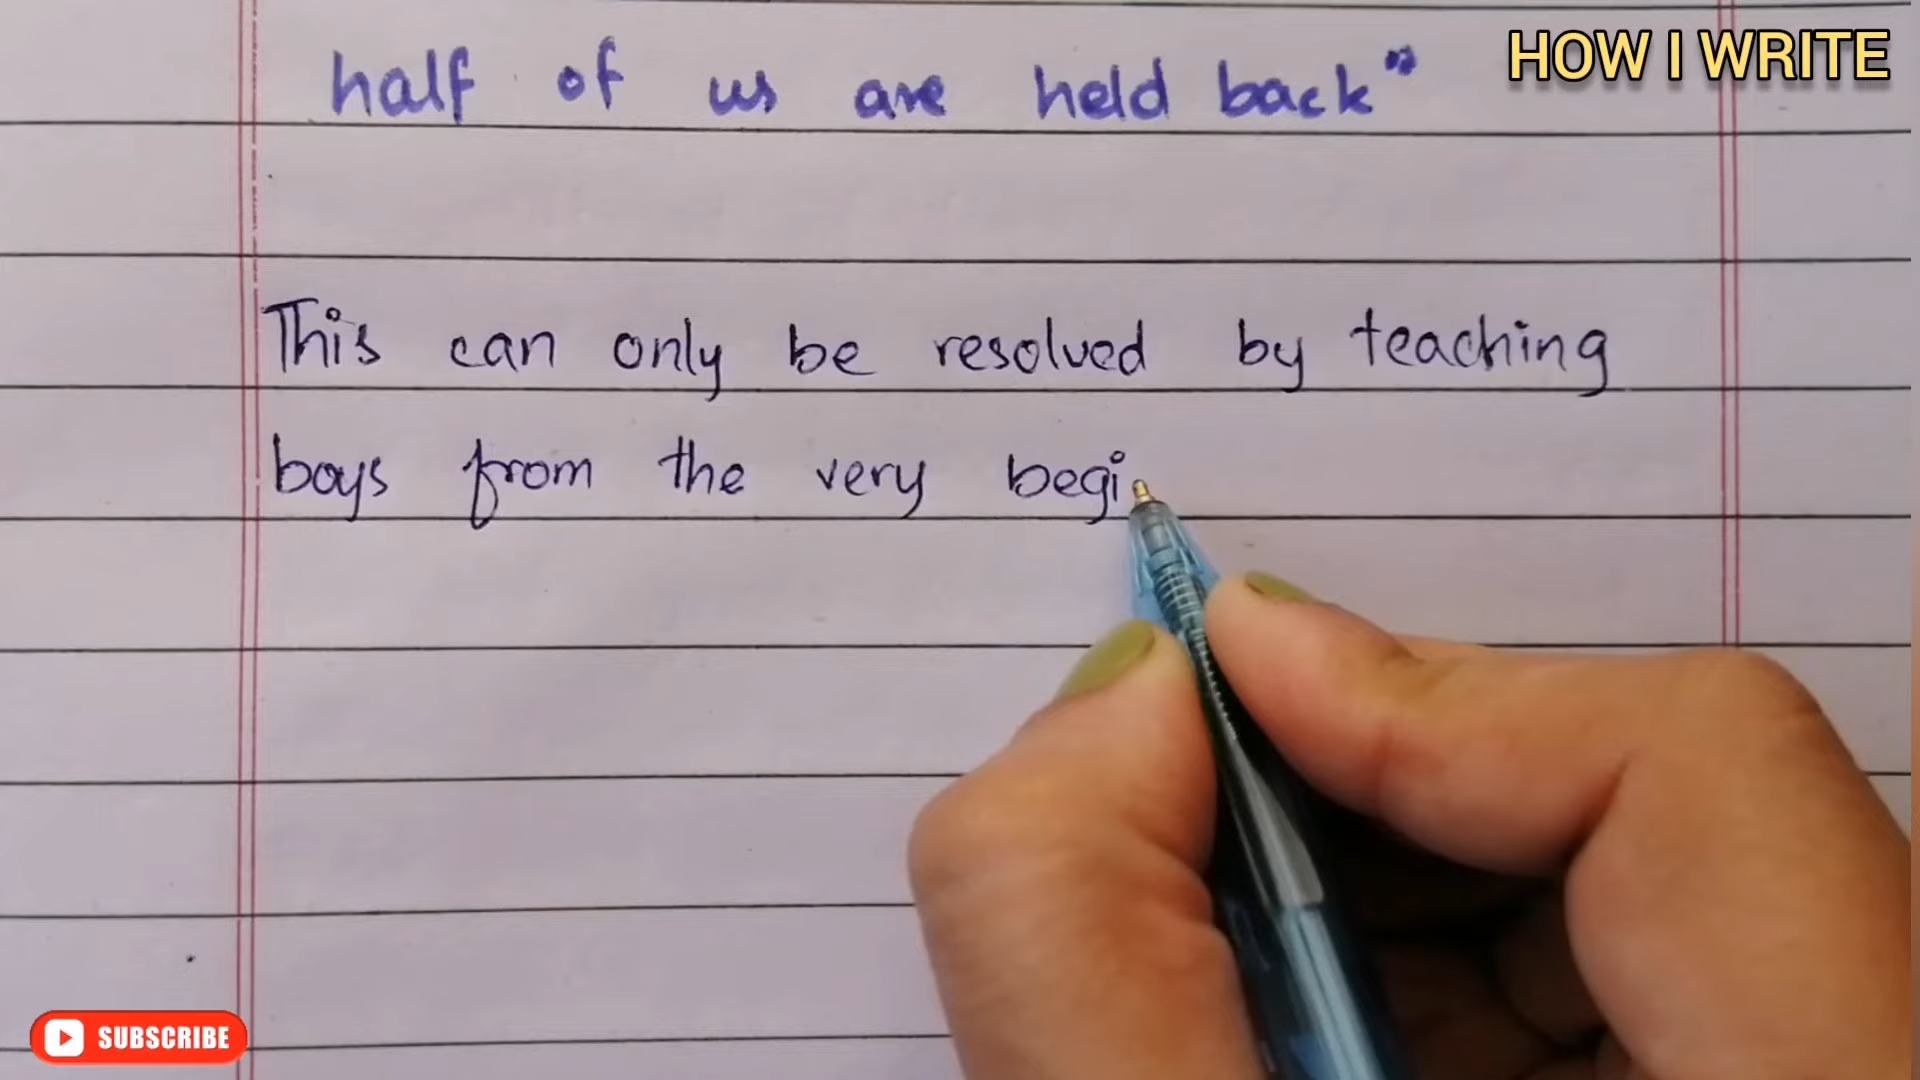 HOW I WRITE
half of us are held back"
This can only be resolved by teaching
boys from the very begi
SUBSCRIBE